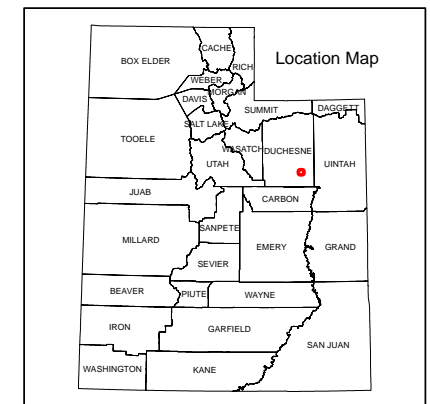 Location Map
CACHE
BOX ELDER
RICH
WEBER
MORGAN
DAVIS
SUMMIT
DAGGETT
SALT LAKE
TOOELE
WASATCH
DUCHESNE
UTAH
UINTAH
JUAB
CARBON
SANPETE
MILLARD
EMERY
GRAND
SEVIER
BEAVER
PIUTE
WAYNE
IRON
GARFIELD
SAN JUAN
WASHINGTON
KANE